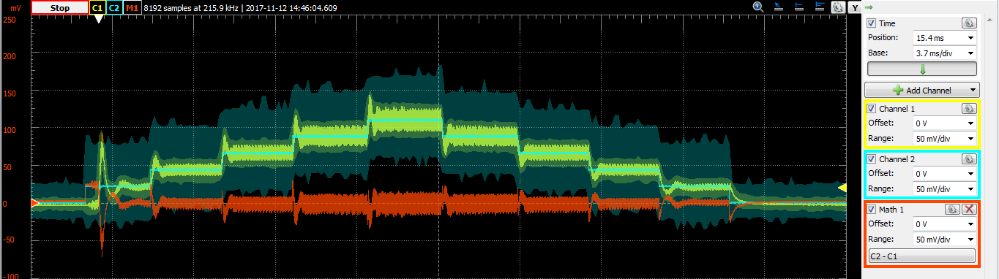 mV Stop C1 C2 M1 8192 samples at 215.9 kHz | 2017-11-12 14:46:04.609 Y
250
200
150
100
50
0
-50
-100
Time
Position: 15.4 ms
Base: 3.7 ms/div
Add Channel
Channel 1
Offset: 0 V
Range: 50 mV/div
Channel 2
Offset: 0 V
Range: 50 mV/div
Math 1
Offset: 0 V
Range: 50 mV/div
C2 - C1